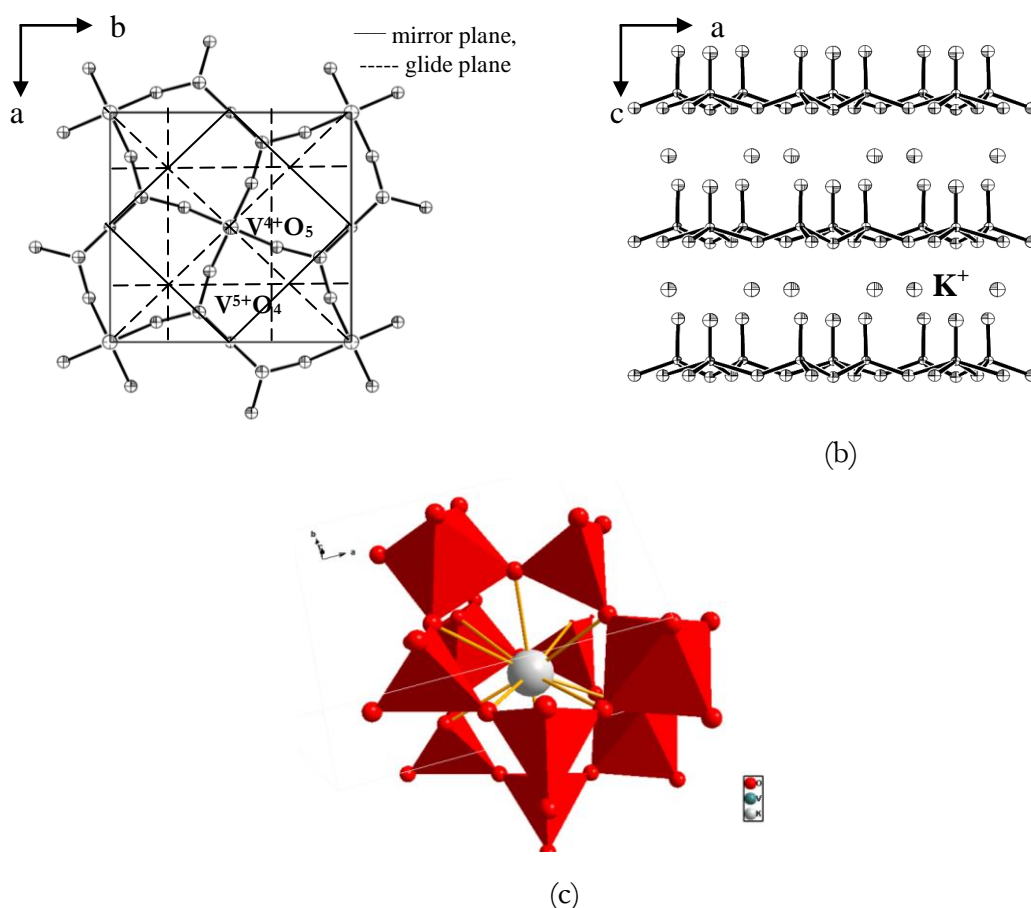 b
a
mirror plane,
glide plane
V⁴⁺O₅
V⁵⁺O₄
a
c
K⁺
(b)
b
a
O
V
K
(c)